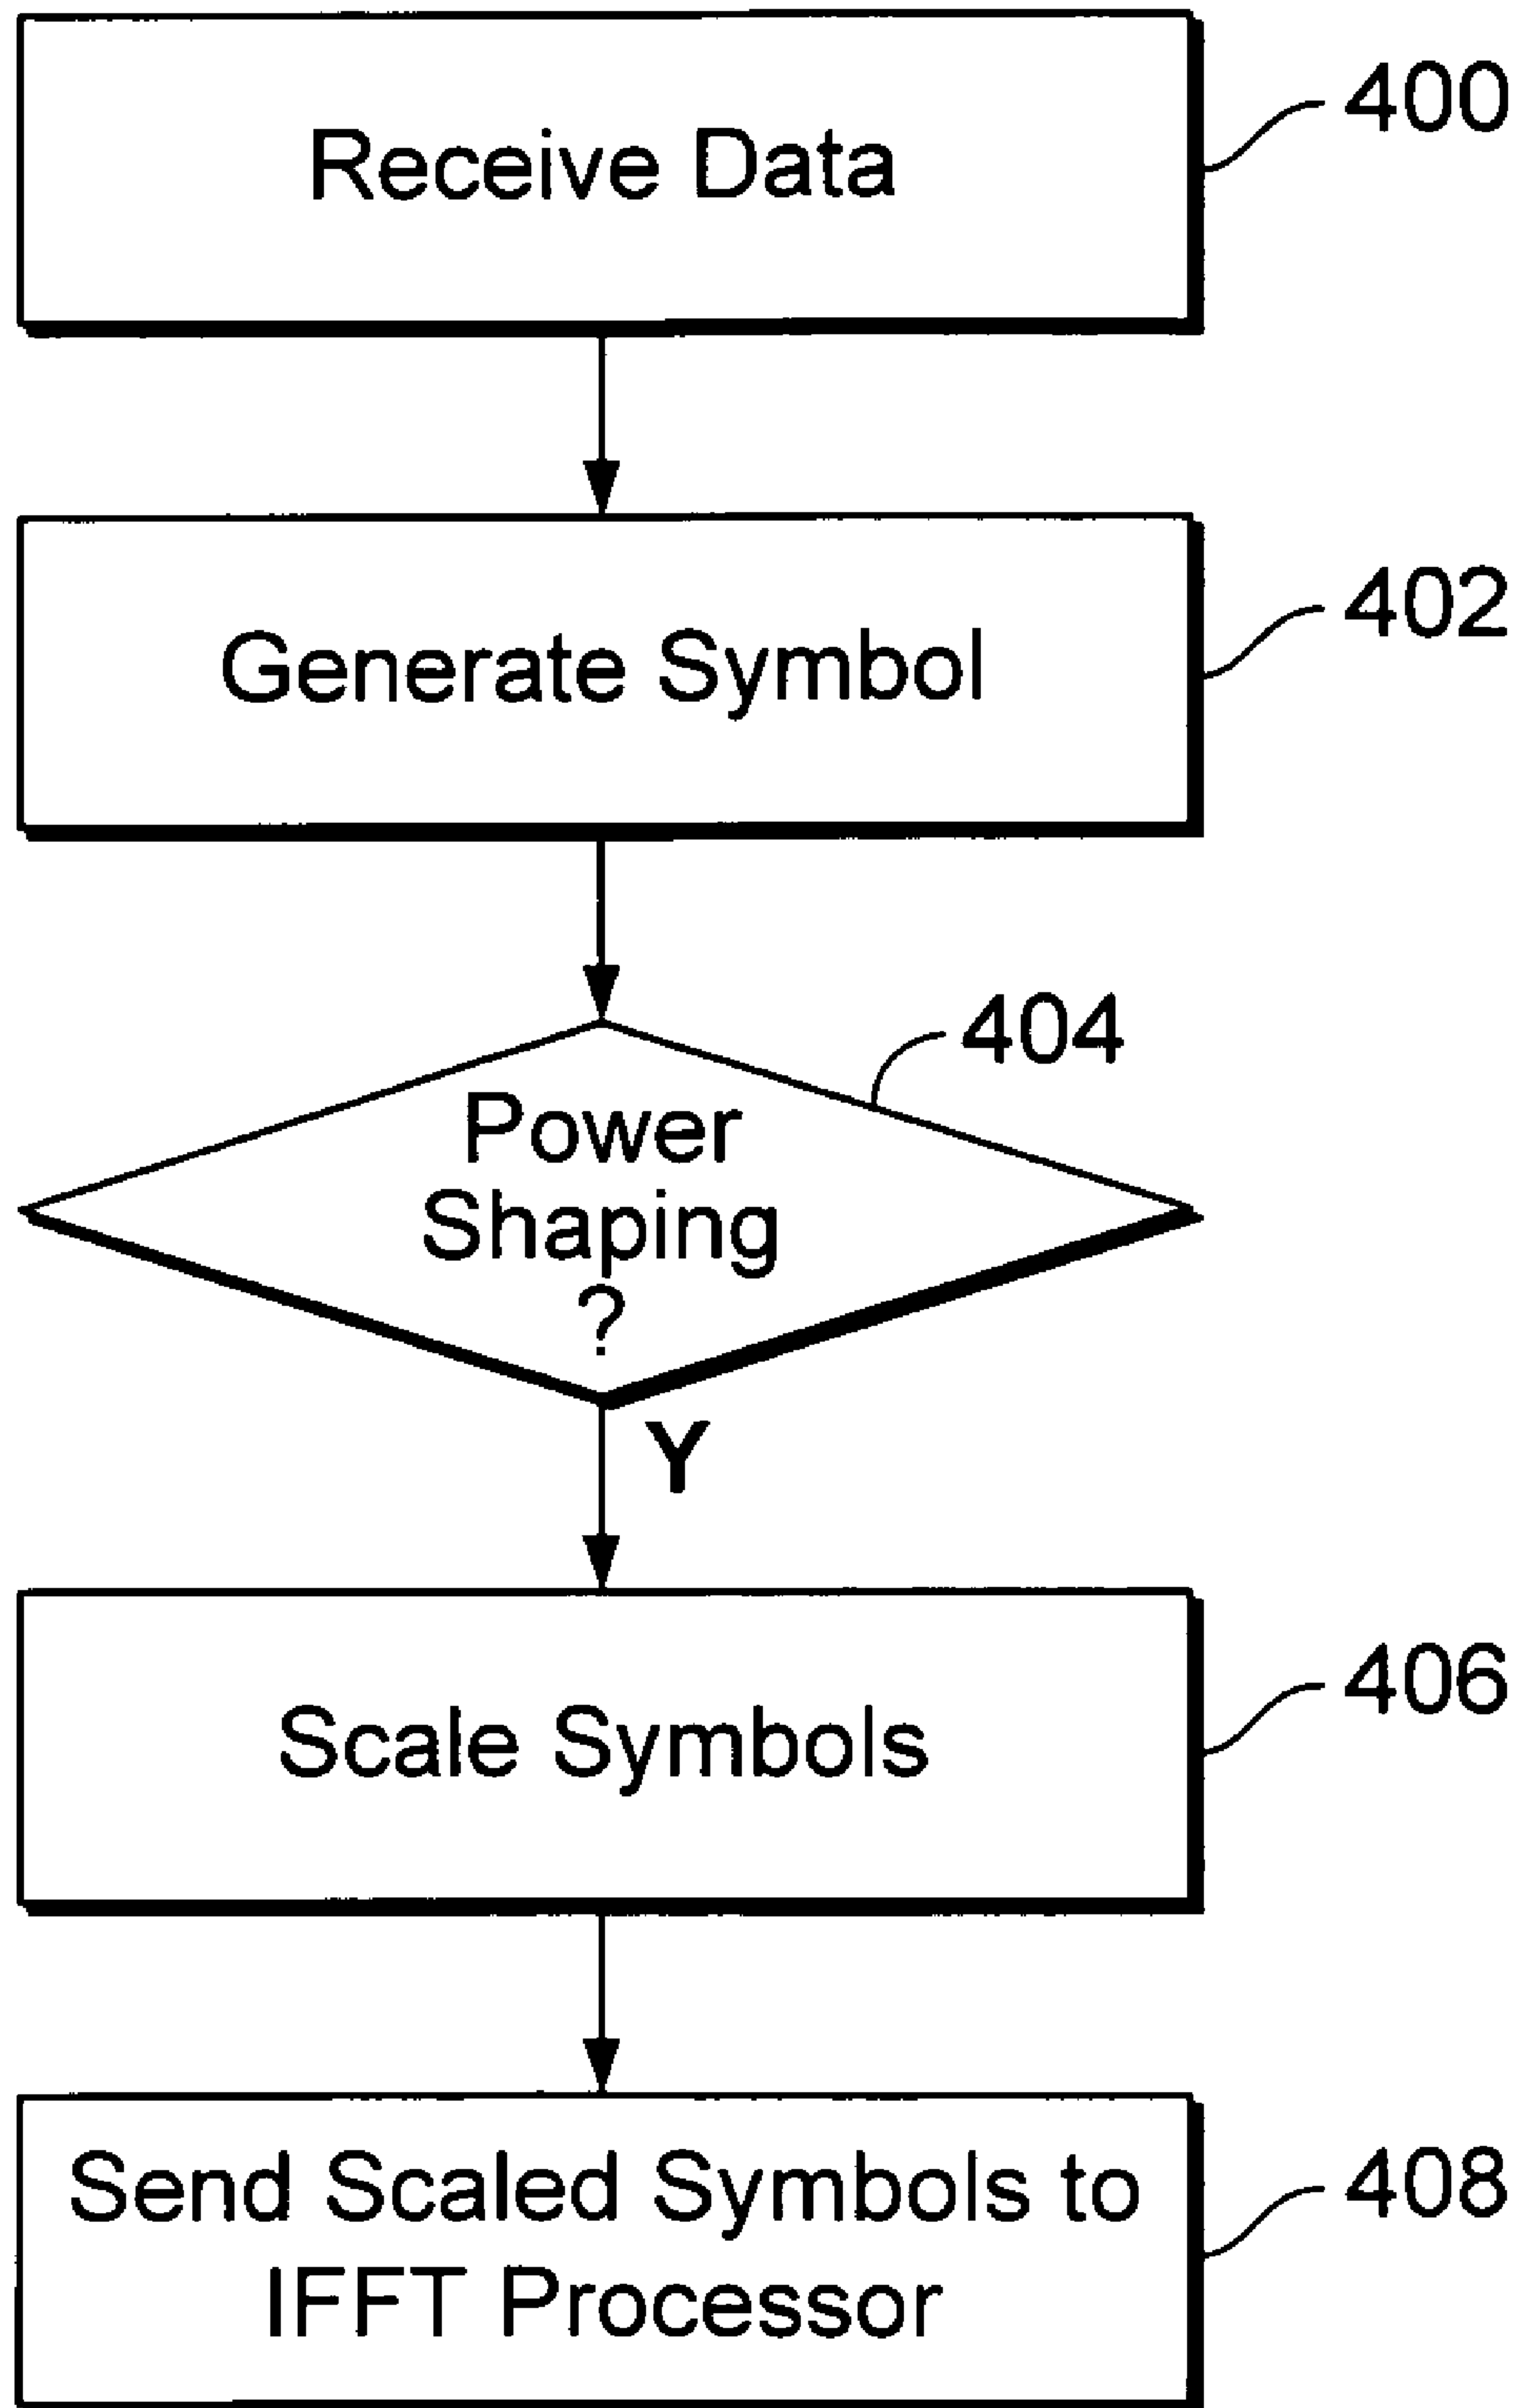 Receive Data
400
Generate Symbol
402
404
Power
Shaping
?
Y
Scale Symbols
406
Send Scaled Symbols to
IFFT Processor
408